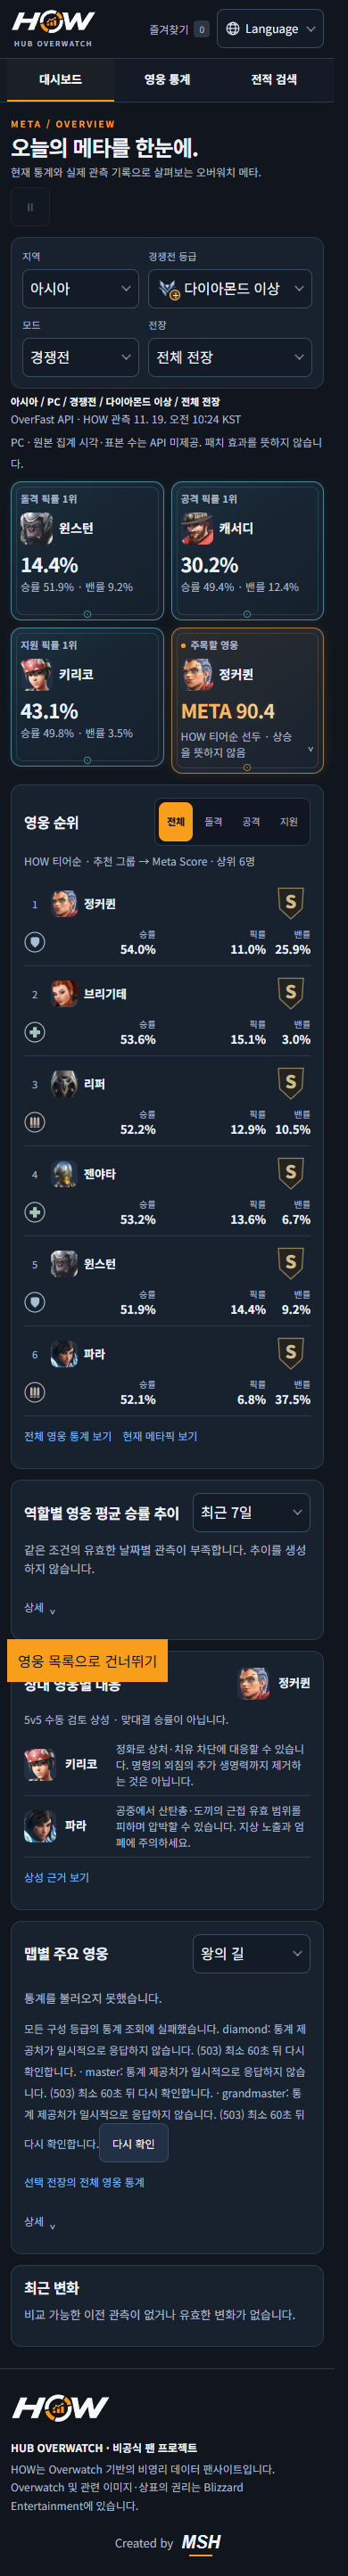 HOW
HUB OVERWATCH
즐겨찾기 0
Language
대시보드 영웅 통계 전적 검색
META / OVERVIEW
오늘의 메타를 한눈에.
현재 통계와 실제 관측 기록으로 살펴보는 오버워치 메타.
지역 경쟁전 등급
아시아 다이아몬드 이상
모드 전장
경쟁전 전체 전장
아시아 / PC / 경쟁전 / 다이아몬드 이상 / 전체 전장
OverFast API · HOW 관측 11. 19. 오전 10:24 KST
PC · 원본 집계 시각·표본 수는 API 미제공. 패치 효과를 뜻하지 않습니
다.
돌격 픽률 1위
윈스턴
14.4%
승률 51.9% · 밴률 9.2%
공격 픽률 1위
캐서디
30.2%
승률 49.4% · 밴률 12.4%
지원 픽률 1위
키리코
43.1%
승률 49.8% · 밴률 3.5%
주목할 영웅
정커퀸
META 90.4
HOW 티어순 선두 · 상승
을 뜻하지 않음
영웅 순위
전체 돌격 공격 지원
HOW 티어순 · 추천 그룹 → Meta Score · 상위 6명
1 정커퀸 S
승률 픽률 밴률
54.0% 11.0% 25.9%
2 브리기테 S
승률 픽률 밴률
53.6% 15.1% 3.0%
3 리퍼 S
승률 픽률 밴률
52.2% 12.9% 10.5%
4 젠야타 S
승률 픽률 밴률
53.2% 13.6% 6.7%
5 윈스턴 S
승률 픽률 밴률
51.9% 14.4% 9.2%
6 파라 S
승률 픽률 밴률
52.1% 6.8% 37.5%
전체 영웅 통계 보기 현재 메타픽 보기
역할별 영웅 평균 승률 추이 최근 7일
같은 조건의 유효한 날짜별 관측이 부족합니다. 추이를 생성
하지 않습니다.
상세
영웅 목록으로 건너뛰기
정커퀸
5v5 수동 검토 상성 · 맞대결 승률이 아닙니다.
키리코
정화로 상처·치유 차단에 대응할 수 있습니
다. 명령의 외침의 추가 생명력까지 제거하
는 것은 아닙니다.
파라
공중에서 산탄총·도끼의 근접 유효 범위를
피하며 압박할 수 있습니다. 지상 노출과 엄
폐에 주의하세요.
상성 근거 보기
맵별 주요 영웅 왕의 길
통계를 불러오지 못했습니다.
모든 구성 등급의 통계 조회에 실패했습니다. diamond: 통계 제
공처가 일시적으로 응답하지 않습니다. (503) 최소 60초 뒤 다시
확인합니다. · master: 통계 제공처가 일시적으로 응답하지 않습
니다. (503) 최소 60초 뒤 다시 확인합니다. · grandmaster: 통
계 제공처가 일시적으로 응답하지 않습니다. (503) 최소 60초 뒤
다시 확인합니다. 다시 확인
선택 전장의 전체 영웅 통계
상세
최근 변화
비교 가능한 이전 관측이 없거나 유효한 변화가 없습니다.
HOW
HUB OVERWATCH · 비공식 팬 프로젝트
HOW는 Overwatch 기반의 비영리 데이터 팬사이트입니다.
Overwatch 및 관련 이미지·상표의 권리는 Blizzard
Entertainment에 있습니다.
Created by MSH